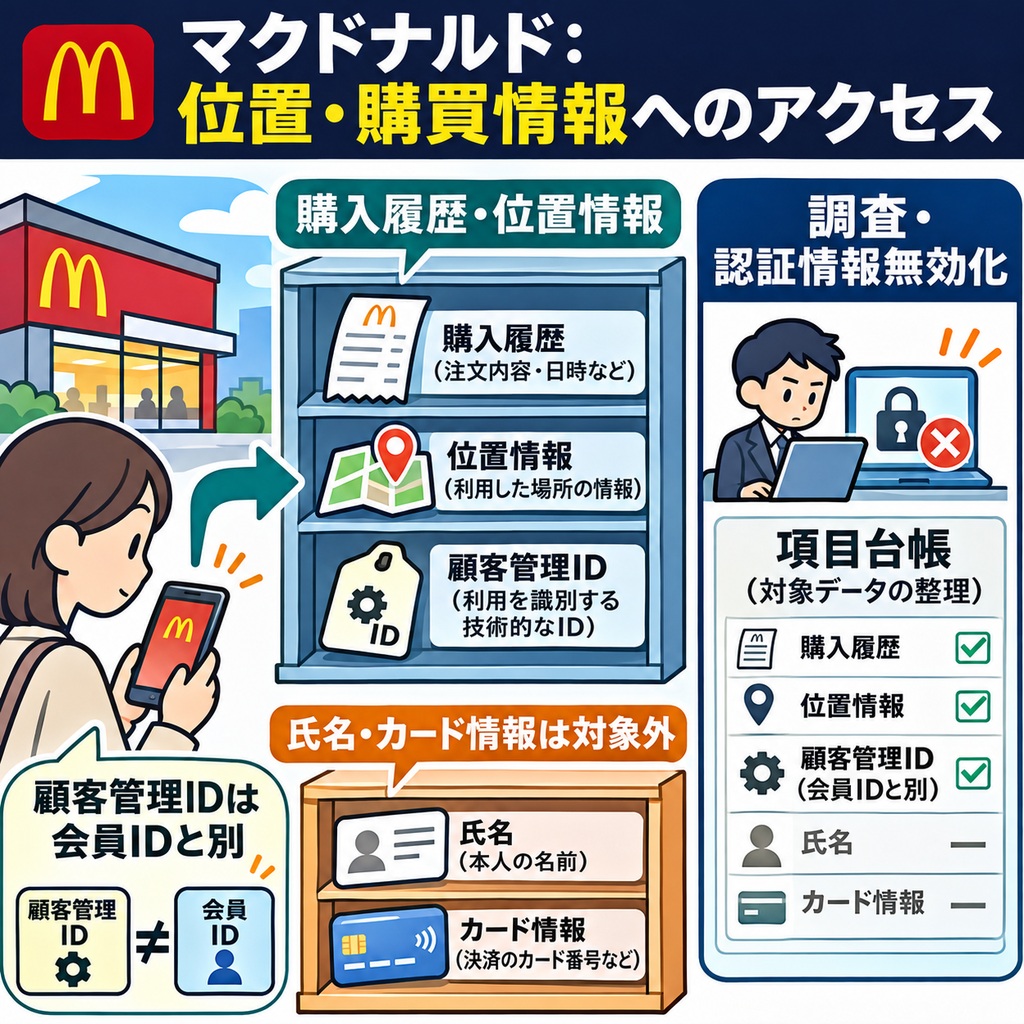 マクドナルド：
位置・購買情報へのアクセス
購入履歴・位置情報
購入履歴
（注文内容・日時など）
位置情報
（利用した場所の情報）
ID
顧客管理ID
（利用を識別する
技術的なID）
氏名・カード情報は対象外
氏名
（本人の名前）
カード情報
（決済のカード番号など）
顧客管理IDは
会員IDと別
顧客管理
ID
≠
会員
ID
調査・
認証情報無効化
項目台帳
（対象データの整理）
購入履歴
位置情報
顧客管理ID
（会員IDと別）
氏名 —
カード情報 —